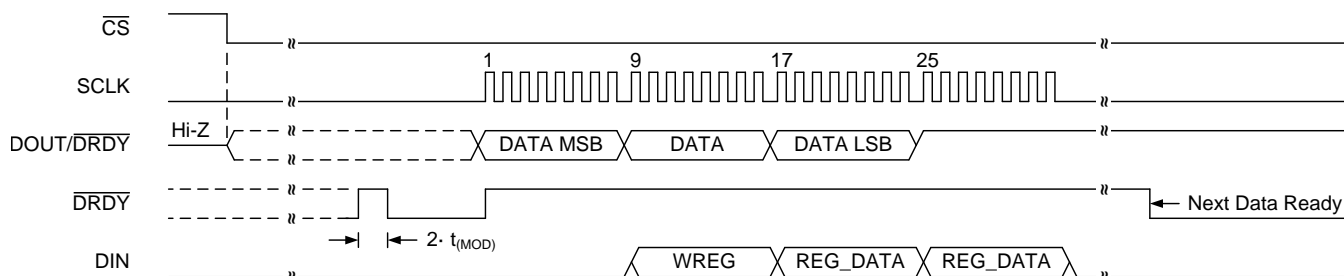 CS
1 9 17 25
SCLK
Hi-Z
DOUT/DRDY DATA MSB DATA DATA LSB
DRDY Next Data Ready
2· t(MOD)
DIN WREG REG_DATA REG_DATA